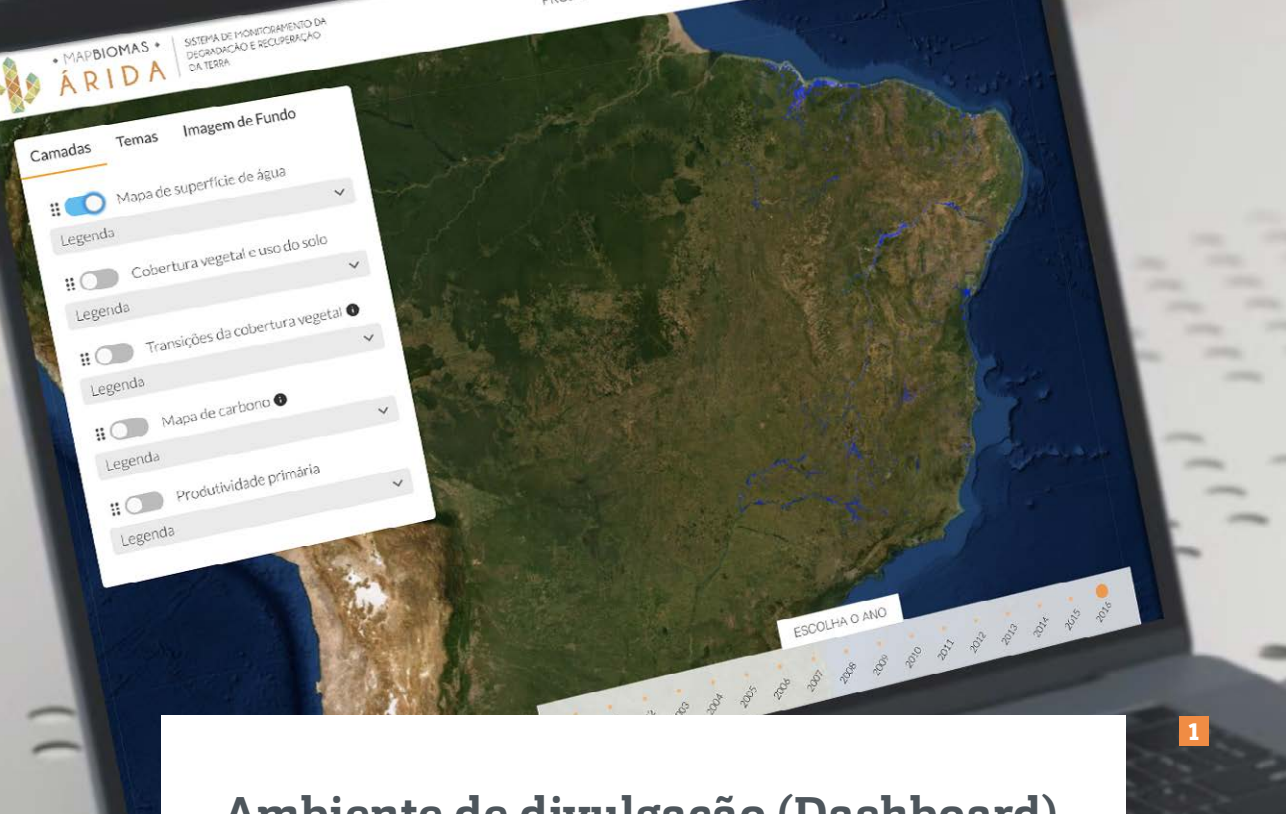 • MAPBIOMAS •
ÁRIDA
SISTEMA DE MONITORAMENTO DA
DEGRADAÇÃO E RECUPERAÇÃO
DA TERRA
Camadas Temas Imagem de Fundo
Mapa de superfície de água
Legenda
Cobertura vegetal e uso do solo
Legenda
Transições da cobertura vegetal
Legenda
Mapa de carbono
Legenda
Produtividade primária
Legenda
ESCOLHA O ANO
2004 2005 2006 2007 2008 2009 2010 2011 2012 2013 2014 2015 2016
1
Ambiente de divulgação (Dashboard)